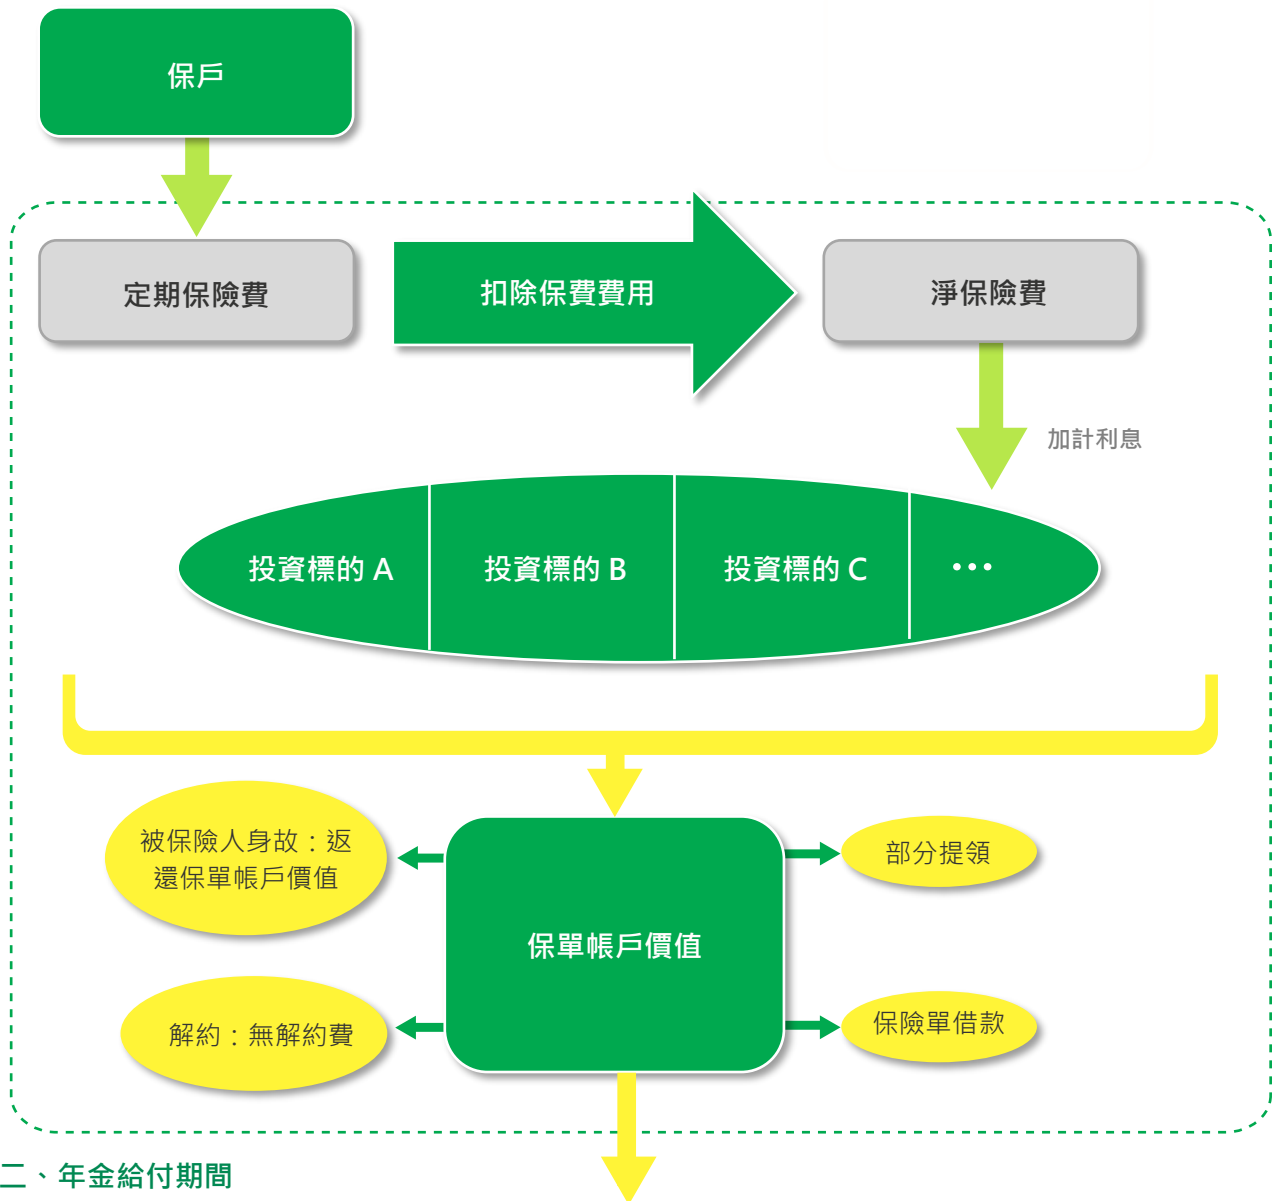 保戶
定期保險費
扣除保費費用
淨保險費
加計利息
投資標的 A
投資標的 B
投資標的 C
•••
被保險人身故：返
還保單帳戶價值
部分提領
保單帳戶價值
解約：無解約費
保險單借款
二、年金給付期間